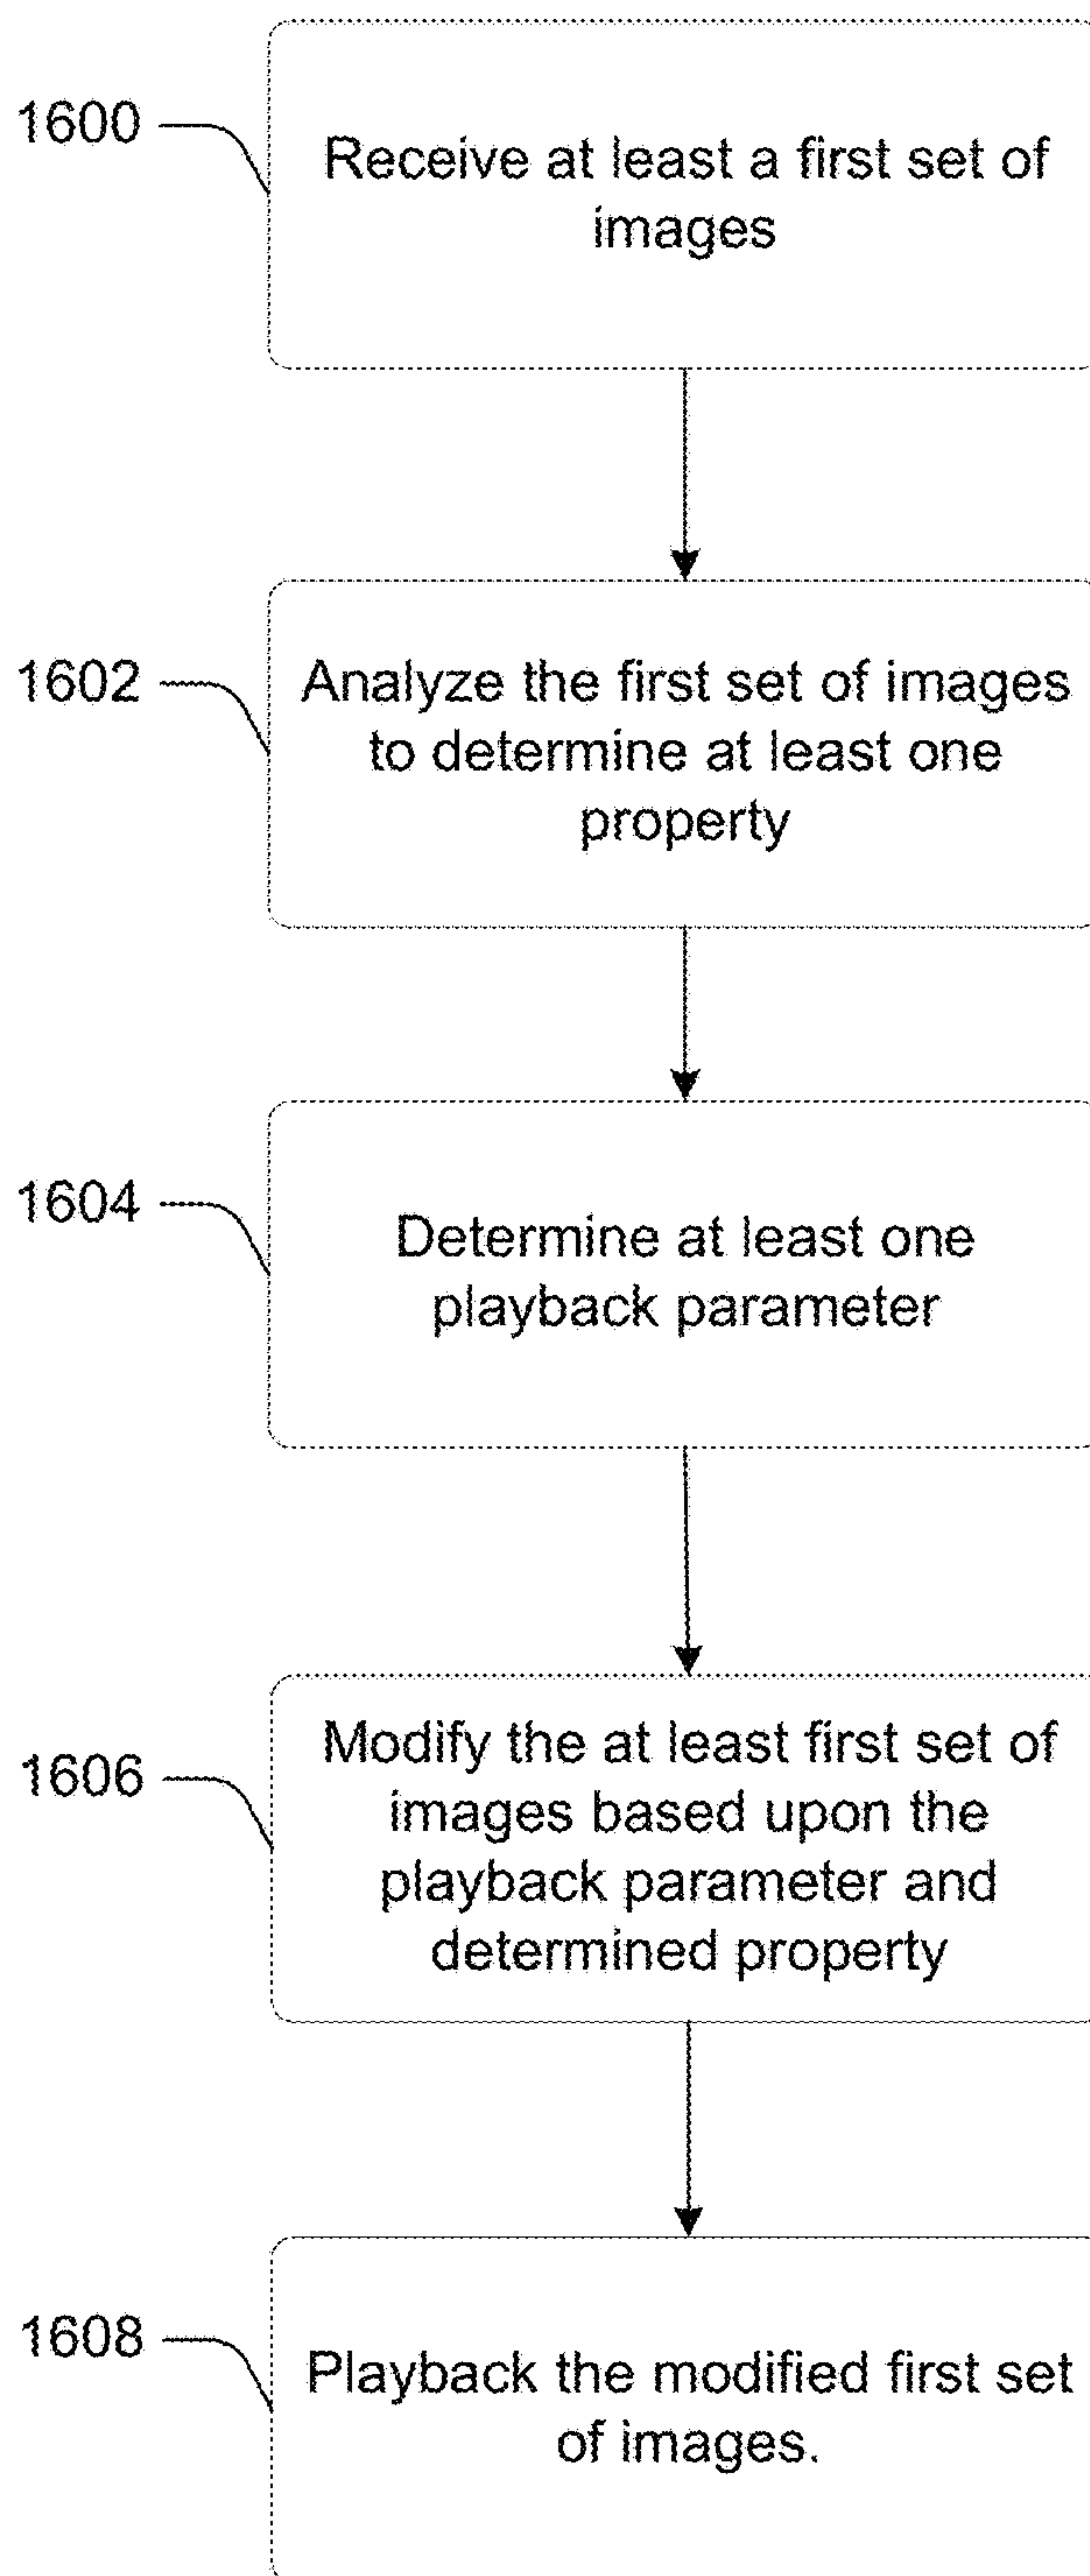 1600
Receive at least a first set of
images
1602
Analyze the first set of images
to determine at least one
property
1604
Determine at least one
playback parameter
1606
Modify the at least first set of
images based upon the
playback parameter and
determined property
1608
Playback the modified first set
of images.